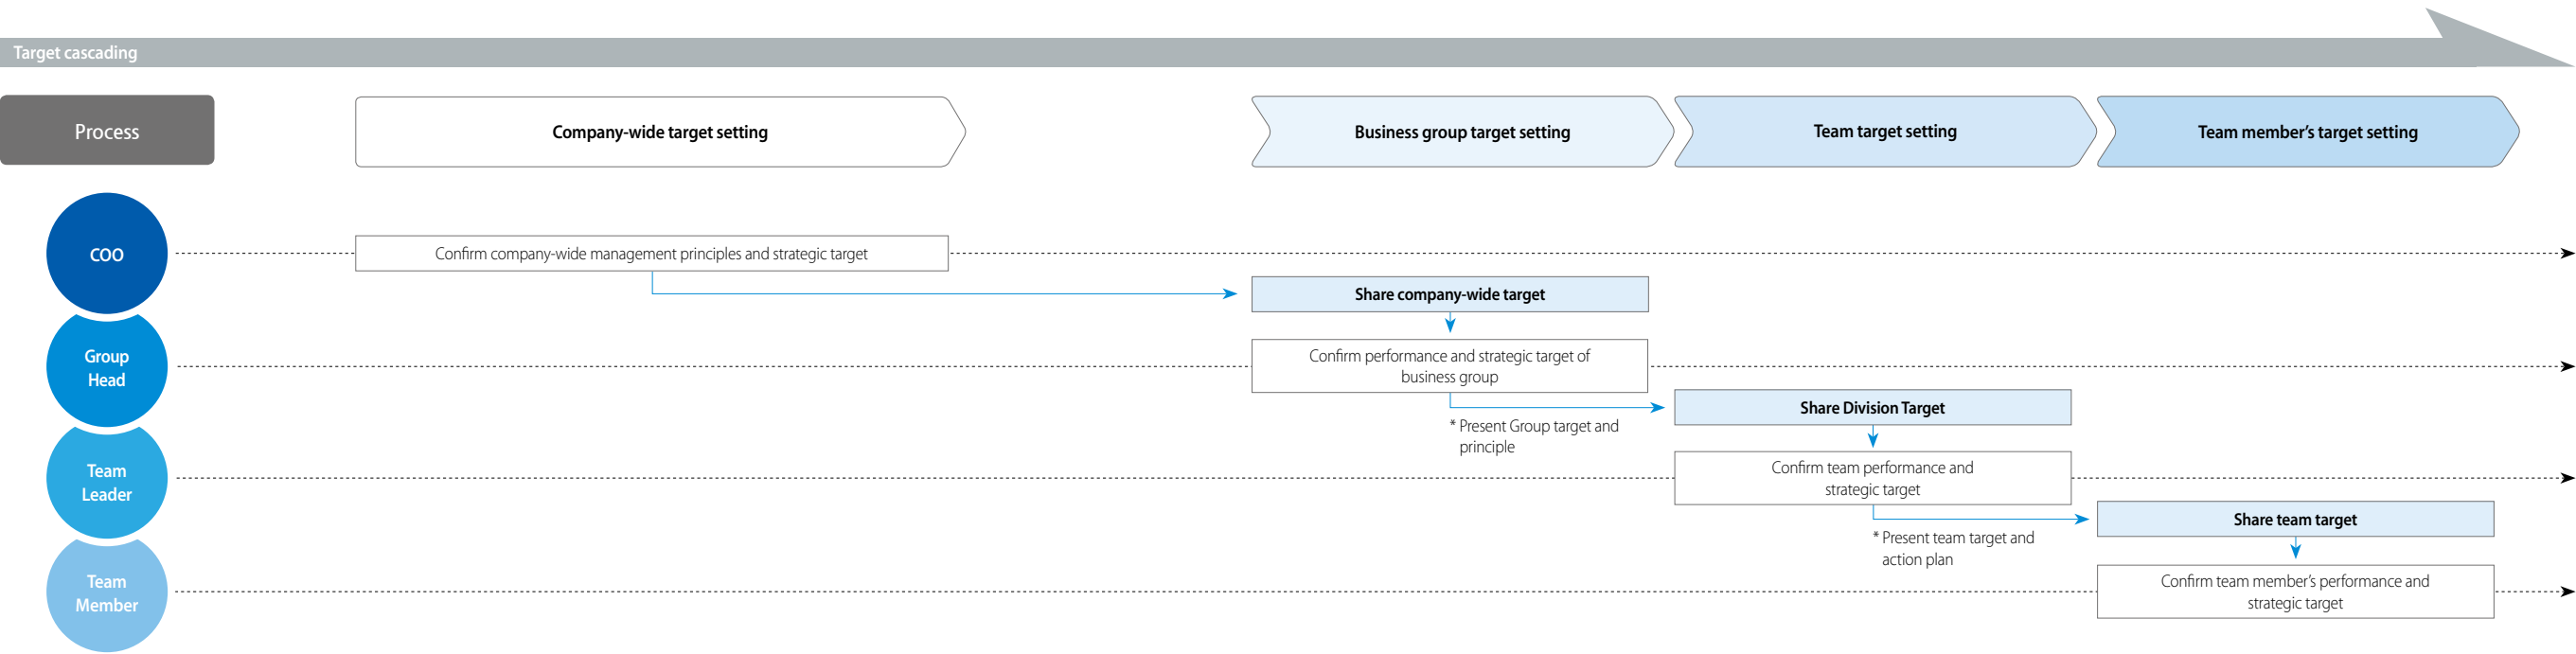 Target cascading
Process
Company-wide target setting
Business group target setting
Team target setting
Team member’s target setting
COO
Confirm company-wide management principles and strategic target
Share company-wide target
Group
Head
Confirm performance and strategic target of
business group
* Present Group target and
principle
Share Division Target
Team
Leader
Confirm team performance and
strategic target
* Present team target and
action plan
Share team target
Team
Member
Confirm team member’s performance and
strategic target